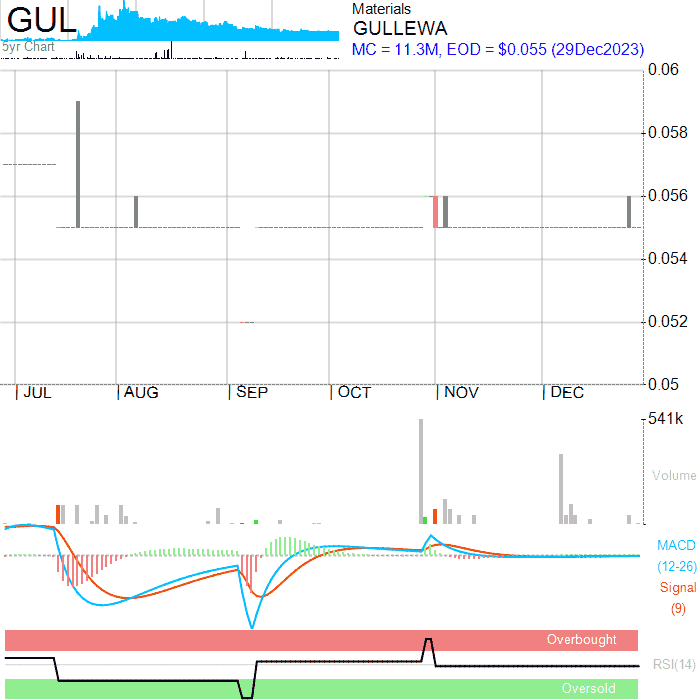 GUL
5yr Chart
Materials
GULLEWA
MC = 11.3M, EOD = $0.055 (29Dec2023)
0.06
0.058
0.056
0.054
0.052
0.05
JUL AUG SEP OCT NOV DEC
541k
Volume
MACD
(12-26)
Signal
(9)
Overbought
RSI(14)
Oversold